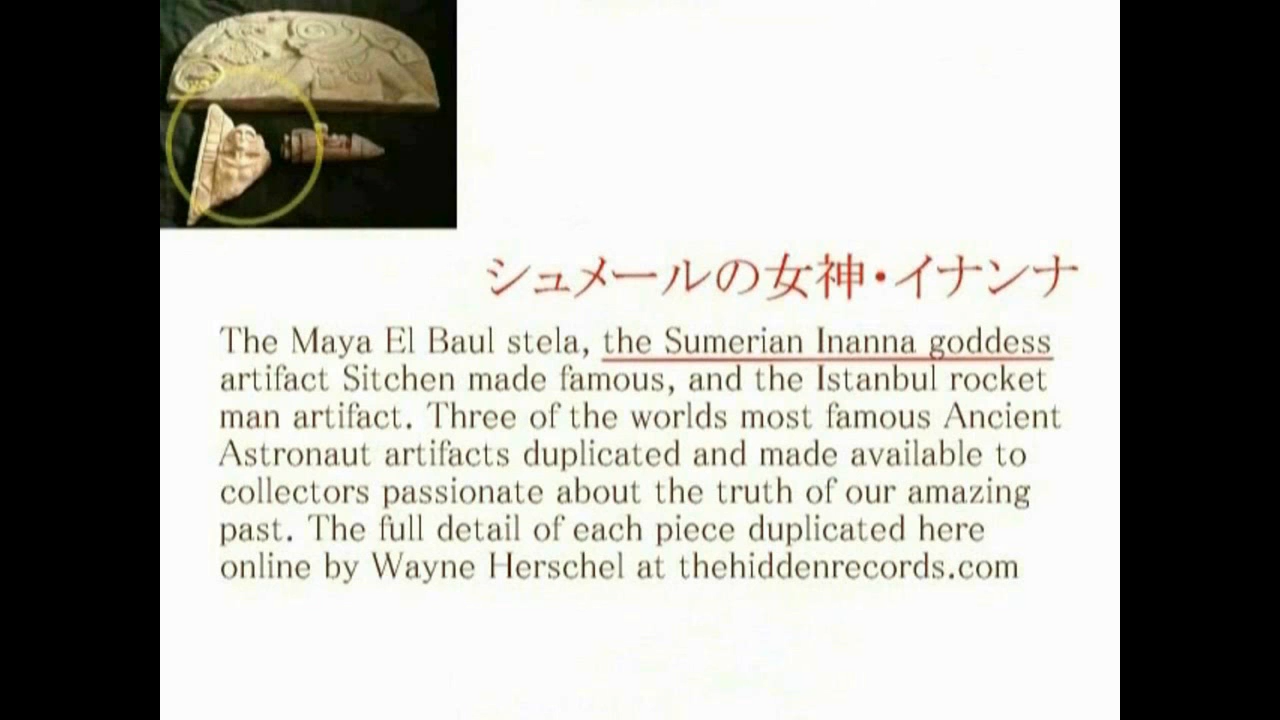 シュメールの女神・イナンナ
The Maya El Baul stela, the Sumerian Inanna goddess
artifact Sitchen made famous, and the Istanbul rocket
man artifact. Three of the worlds most famous Ancient
Astronaut artifacts duplicated and made available to
collectors passionate about the truth of our amazing
past. The full detail of each piece duplicated here
online by Wayne Herschel at thehiddenrecords.com